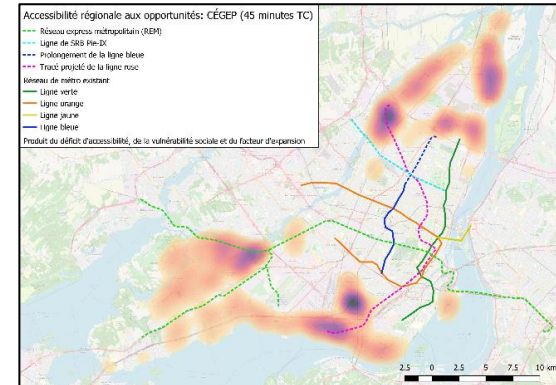 Accessibilité régionale aux opportunités: CÉGEP (45 minutes TC)
Réseau express métropolitain (REM)
Ligne de SRB Pie-IX
Prolongement de la ligne bleue
Tracé projeté de la ligne rose
Réseau de métro existant
Ligne verte
Ligne orange
Ligne jaune
Ligne bleue
Produit du déficit d'accessibilité, de la vulnérabilité sociale et du facteur d'expansion
2.5 0 2.5 5 7.5 10 km